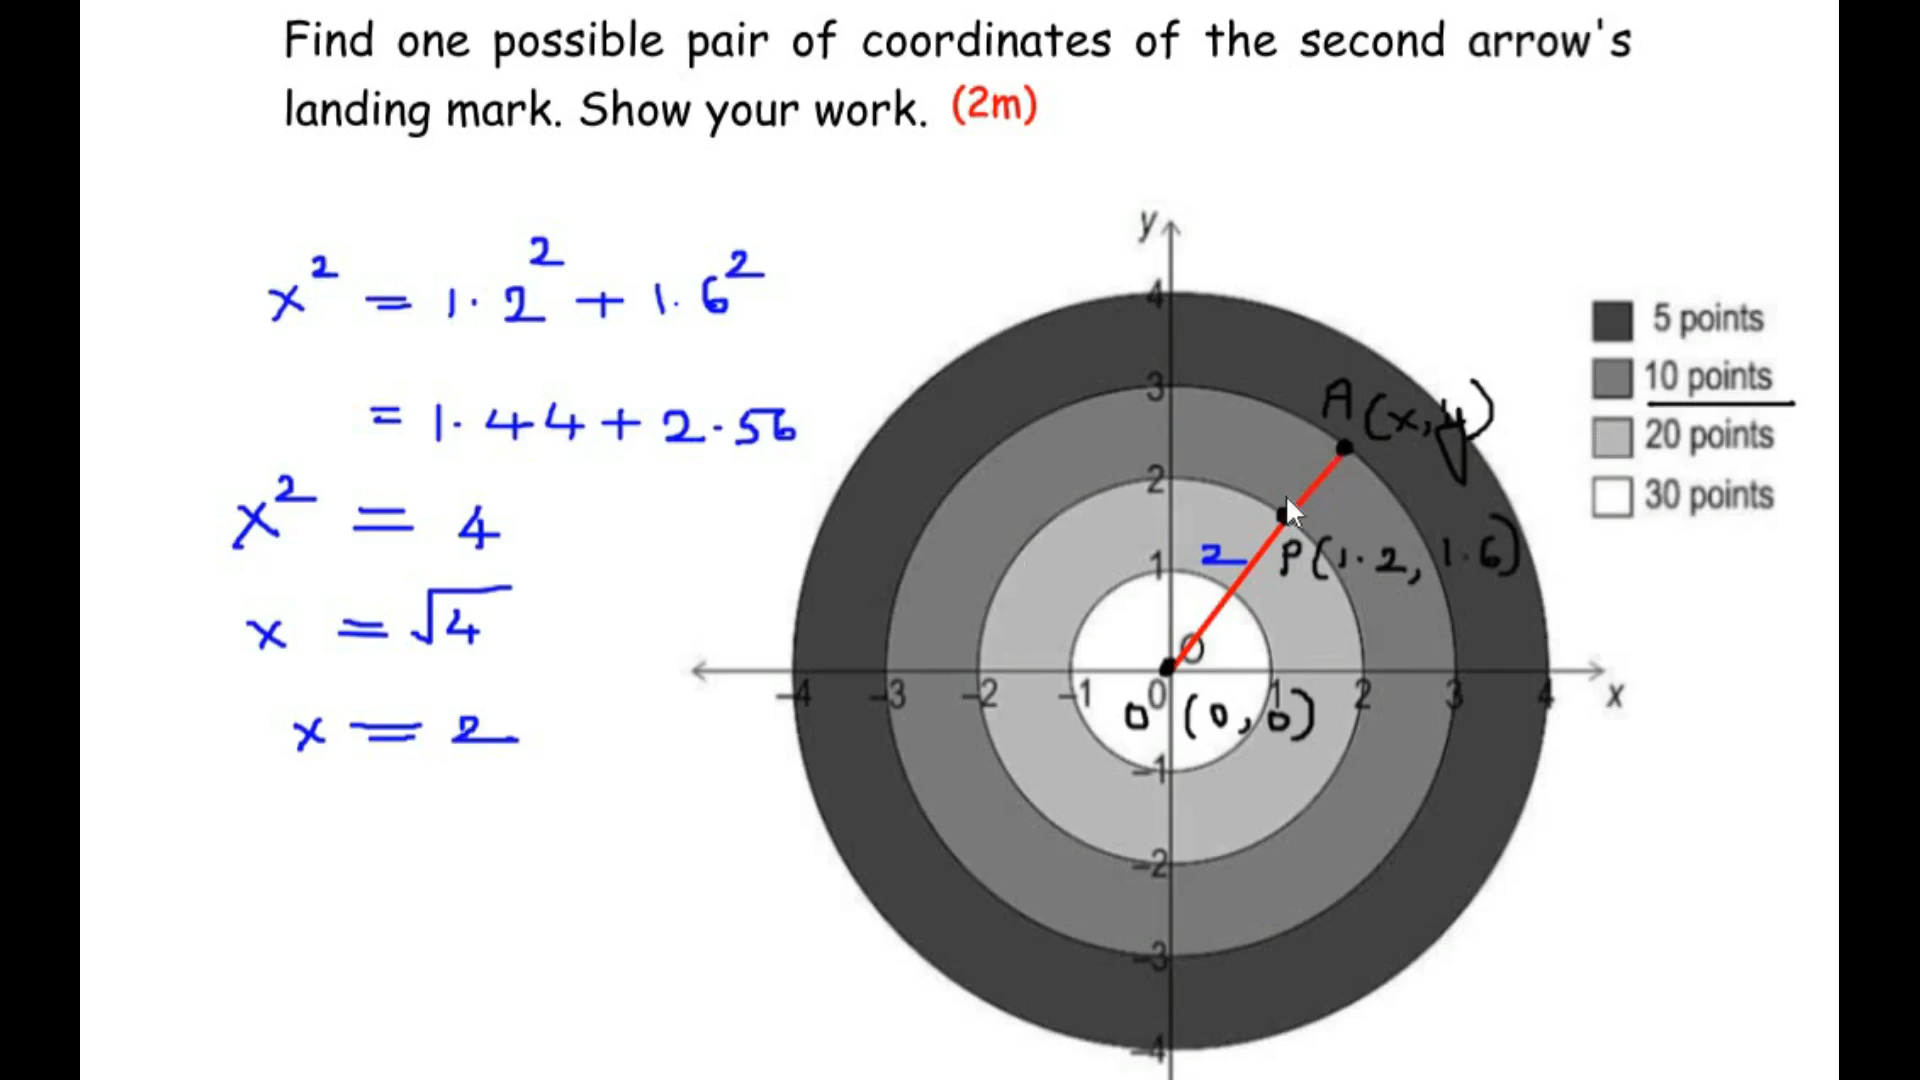 Find one possible pair of coordinates of the second arrow's
landing mark. Show your work. (2m)
x² = 1.2² + 1.6²
= 1.44 + 2.56
x² = 4
x = √4
x = 2
y
4
3
2
1
-4 -3 -2 -1 0 1 2 3 4 x
-1
-2
-3
-4
A (x, y)
P (1.2, 1.6)
2
O
O (0, 0)
5 points
10 points
20 points
30 points